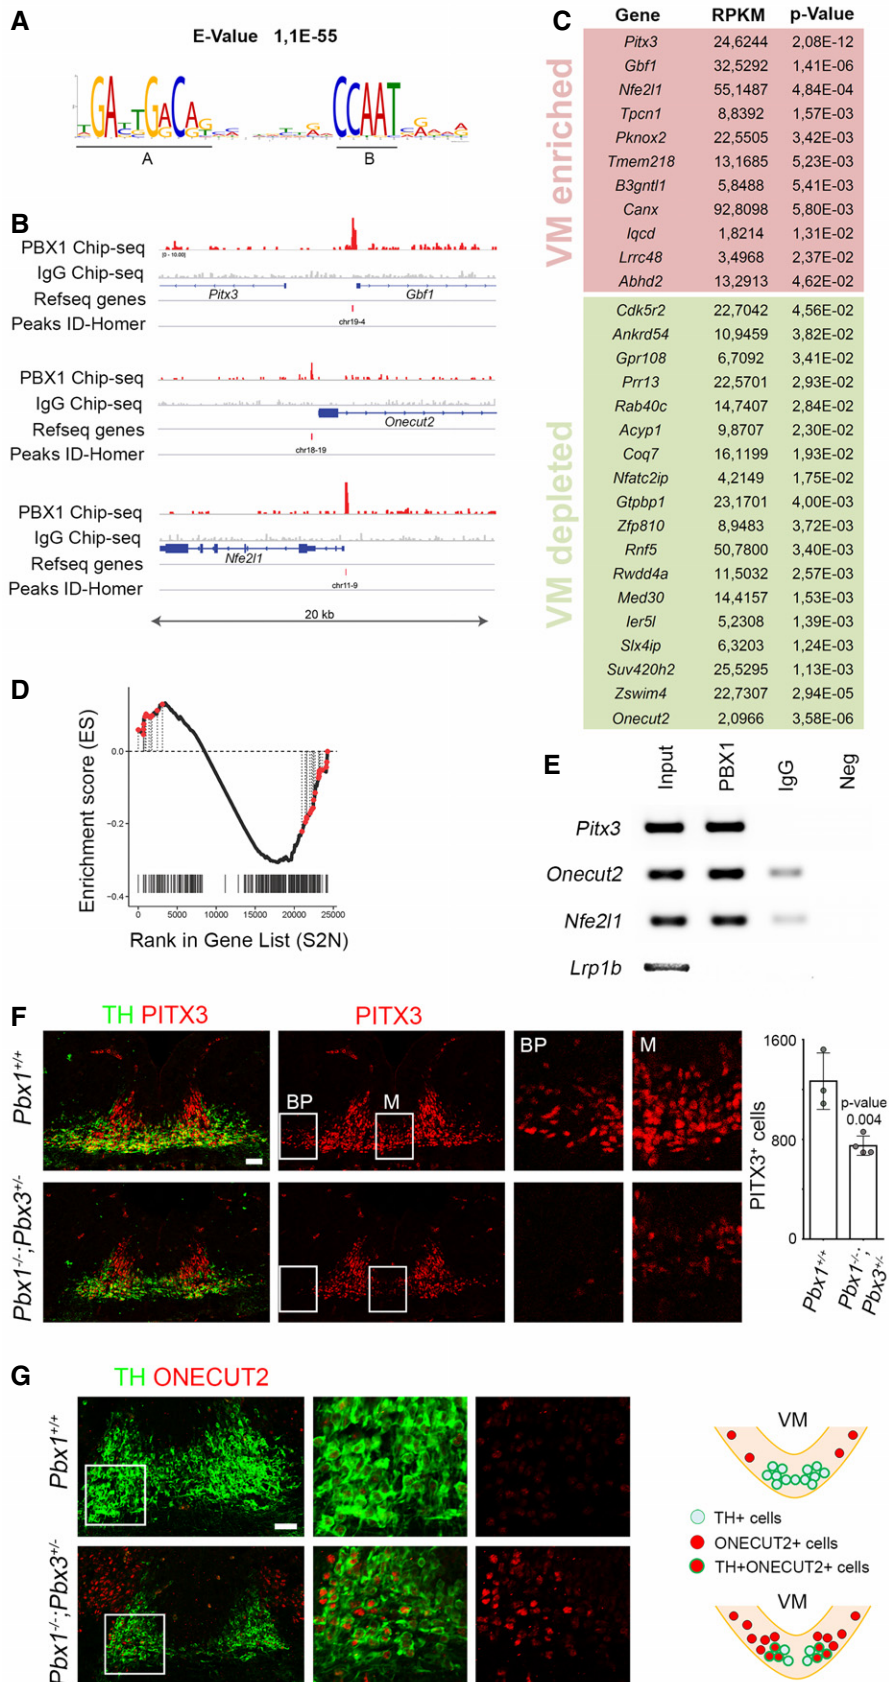 A
E-Value 1,1E-55
A
B
B
PBX1 Chip-seq
[0 - 10.00]
IgG Chip-seq
Refseq genes
Pitx3
Gbf1
Peaks ID-Homer
chr19-4
PBX1 Chip-seq
IgG Chip-seq
Refseq genes
Onecut2
Peaks ID-Homer
chr18-19
PBX1 Chip-seq
IgG Chip-seq
Refseq genes
Nfe2l1
Peaks ID-Homer
chr11-9
20 kb
C
Gene RPKM p-Value
VM enriched
Pitx3 24,6244 2,08E-12
Gbf1 32,5292 1,41E-06
Nfe2l1 55,1487 4,84E-04
Tpcn1 8,8392 1,57E-03
Pknox2 22,5505 3,42E-03
Tmem218 13,1685 5,23E-03
B3gntl1 5,8488 5,41E-03
Canx 92,8098 5,80E-03
Iqcd 1,8214 1,31E-02
Lrrc48 3,4968 2,37E-02
Abhd2 13,2913 4,62E-02
VM depleted
Cdk5r2 22,7042 4,56E-02
Ankrd54 10,9459 3,82E-02
Gpr108 6,7092 3,41E-02
Prr13 22,5701 2,93E-02
Rab40c 14,7407 2,84E-02
Acyp1 9,8707 2,30E-02
Coq7 16,1199 1,93E-02
Nfatc2ip 4,2149 1,75E-02
Gtpbp1 23,1701 4,00E-03
Zfp810 8,9483 3,72E-03
Rnf5 50,7800 3,40E-03
Rwdd4a 11,5032 2,57E-03
Med30 14,4157 1,53E-03
Ier5l 5,2308 1,39E-03
Slx4ip 6,3203 1,24E-03
Suv420h2 25,5295 1,13E-03
Zswim4 22,7307 2,94E-05
Onecut2 2,0966 3,58E-06
D
Enrichment score (ES)
0.0
−0.2
−0.4
0 5000 10000 15000 20000 25000
Rank in Gene List (S2N)
E
Input PBX1 IgG Neg
Pitx3
Onecut2
Nfe2l1
Lrp1b
F
TH PITX3
PITX3
Pbx1+/+
BP
M
BP
M
Pbx1-/-;Pbx3+/-
PITX3+ cells
1600
800
0
p-value
0.004
Pbx1+/+
Pbx1-/-;
Pbx3+/-
G
TH ONECUT2
Pbx1+/+
Pbx1-/-;Pbx3+/-
VM
TH+ cells
ONECUT2+ cells
TH+ONECUT2+ cells
VM